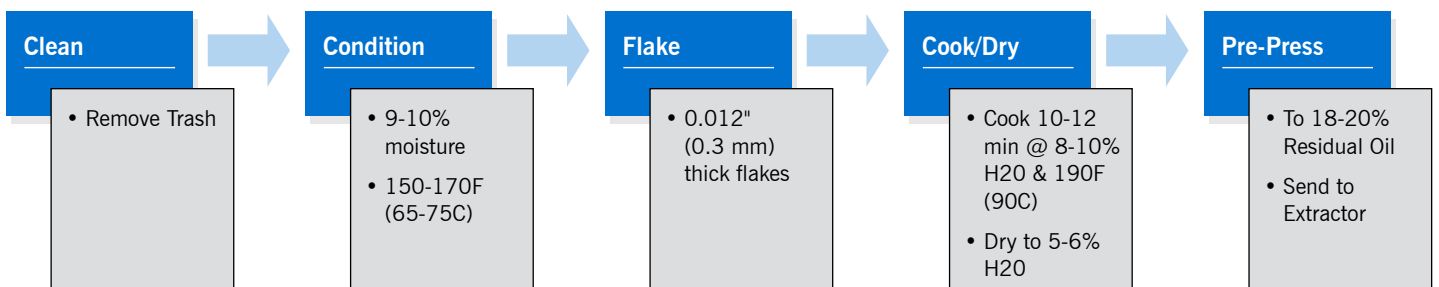 Clean
• Remove Trash
Condition
• 9-10%
moisture
• 150-170F
(65-75C)
Flake
• 0.012"
(0.3 mm)
thick flakes
Cook/Dry
• Cook 10-12
min @ 8-10%
H20 & 190F
(90C)
• Dry to 5-6%
H20
Pre-Press
• To 18-20%
Residual Oil
• Send to
Extractor